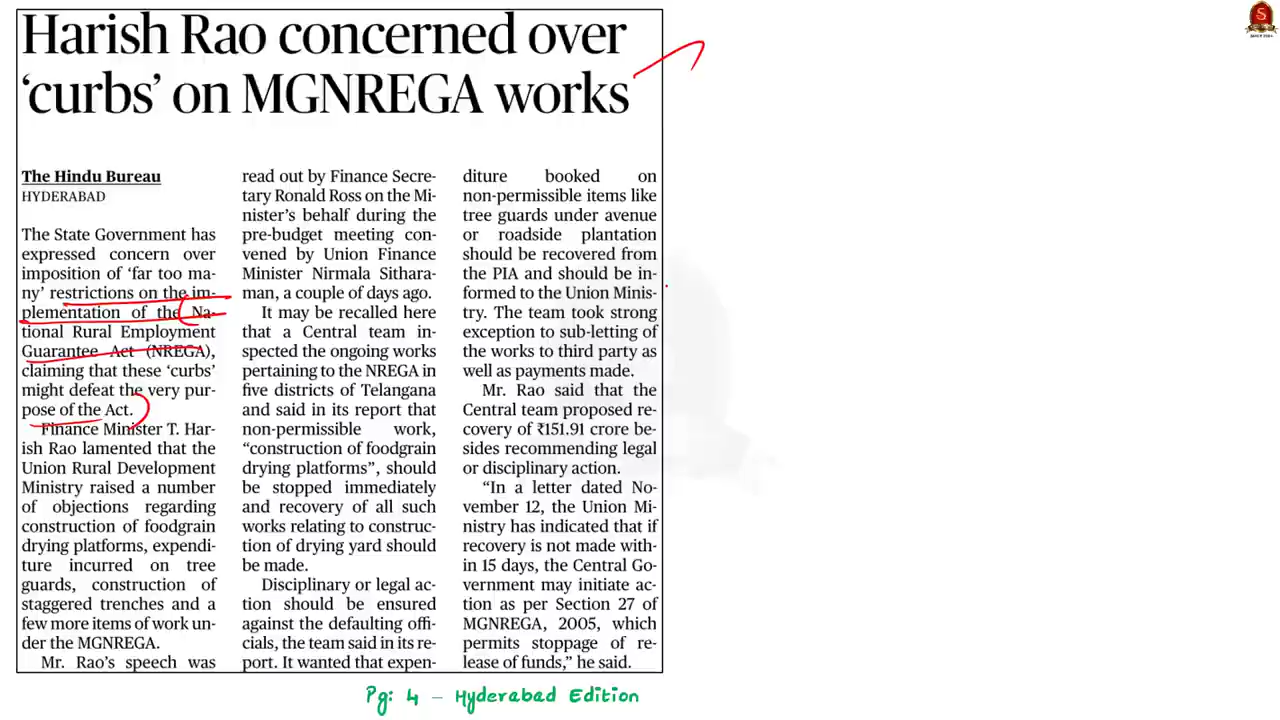 Harish Rao concerned over
‘curbs’ on MGNREGA works
The Hindu Bureau
HYDERABAD
The State Government has
expressed concern over
imposition of ‘far too ma-
ny’ restrictions on the im-
plementation of the Na-
tional Rural Employment
Guarantee Act (NREGA),
claiming that these ‘curbs’
might defeat the very pur-
pose of the Act.
Finance Minister T. Har-
ish Rao lamented that the
Union Rural Development
Ministry raised a number
of objections regarding
construction of foodgrain
drying platforms, expendi-
ture incurred on tree
guards, construction of
staggered trenches and a
few more items of work un-
der the MGNREGA.
Mr. Rao’s speech was
read out by Finance Secre-
tary Ronald Ross on the Mi-
nister’s behalf during the
pre-budget meeting con-
vened by Union Finance
Minister Nirmala Sithara-
man, a couple of days ago.
It may be recalled here
that a Central team in-
spected the ongoing works
pertaining to the NREGA in
five districts of Telangana
and said in its report that
non-permissible work,
“construction of foodgrain
drying platforms”, should
be stopped immediately
and recovery of all such
works relating to construc-
tion of drying yard should
be made.
Disciplinary or legal ac-
tion should be ensured
against the defaulting offi-
cials, the team said in its re-
port. It wanted that expen-
diture booked on
non-permissible items like
tree guards under avenue
or roadside plantation
should be recovered from
the PIA and should be in-
formed to the Union Minis-
try. The team took strong
exception to sub-letting of
the works to third party as
well as payments made.
Mr. Rao said that the
Central team proposed re-
covery of ₹151.91 crore be-
sides recommending legal
or disciplinary action.
“In a letter dated No-
vember 12, the Union Mi-
nistry has indicated that if
recovery is not made with-
in 15 days, the Central Go-
vernment may initiate ac-
tion as per Section 27 of
MGNREGA, 2005, which
permits stoppage of re-
lease of funds,” he said.
Pg: 4 – Hyderabad Edition
S